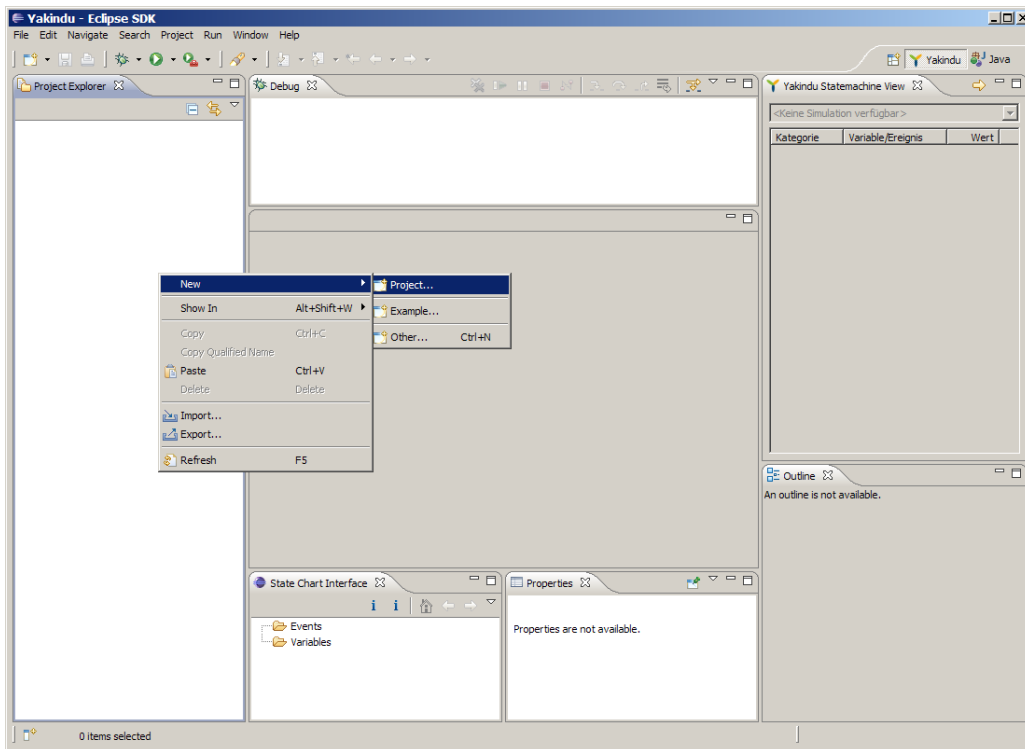 Yakindu - Eclipse SDK
File Edit Navigate Search Project Run Window Help
Yakindu Java
Project Explorer
Debug
Yakindu Statemachine View
<Keine Simulation verfügbar>
Kategorie Variable/Ereignis Wert
New
Project...
Show In Alt+Shift+W
Example...
Copy Ctrl+C
Other... Ctrl+N
Copy Qualified Name
Paste Ctrl+V
Delete Delete
Import...
Export...
Refresh F5
Outline
An outline is not available.
State Chart Interface
Properties
Events
Variables
Properties are not available.
0 items selected